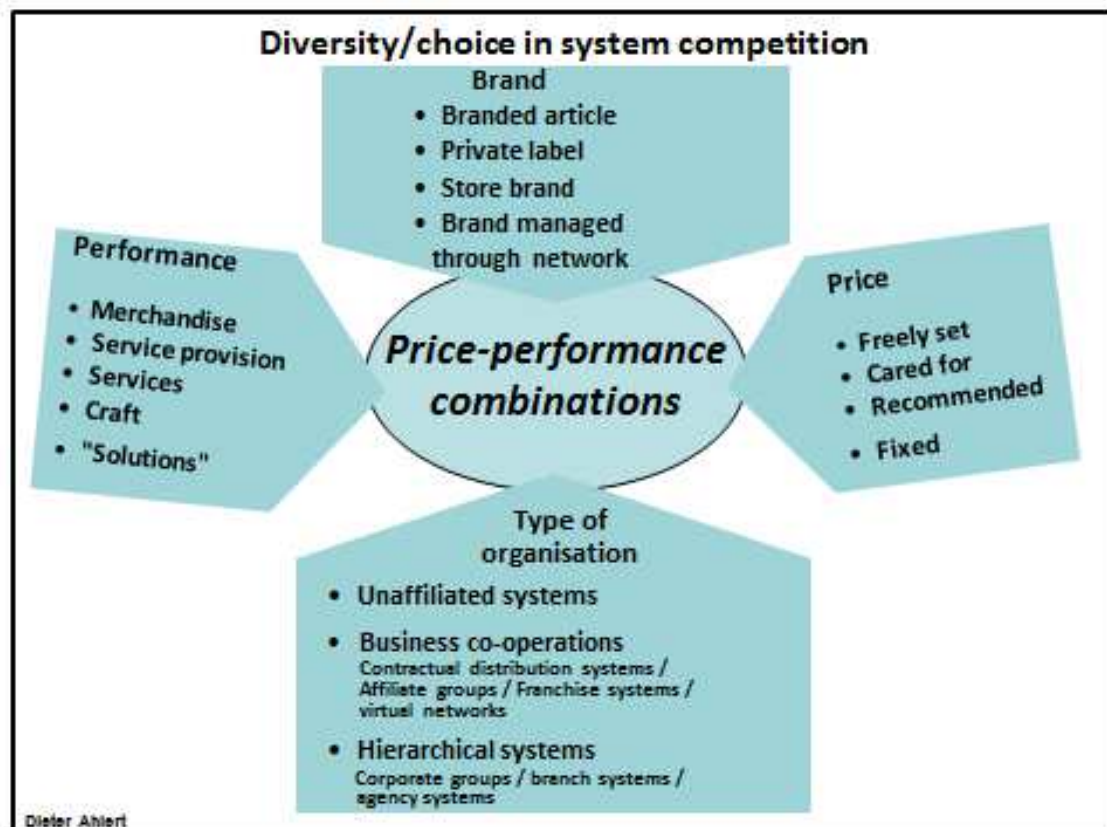 Diversity/choice in system competition
Brand
• Branded article
• Private label
• Store brand
• Brand managed
through network
Performance
• Merchandise
• Service provision
• Services
• Craft
• "Solutions"
Price-performance
combinations
Price
• Freely set
• Cared for
• Recommended
• Fixed
Type of
organisation
• Unaffiliated systems
• Business co-operations
Contractual distribution systems /
Affiliate groups / Franchise systems /
virtual networks
• Hierarchical systems
Corporate groups / branch systems /
agency systems
Dieter Ahlert